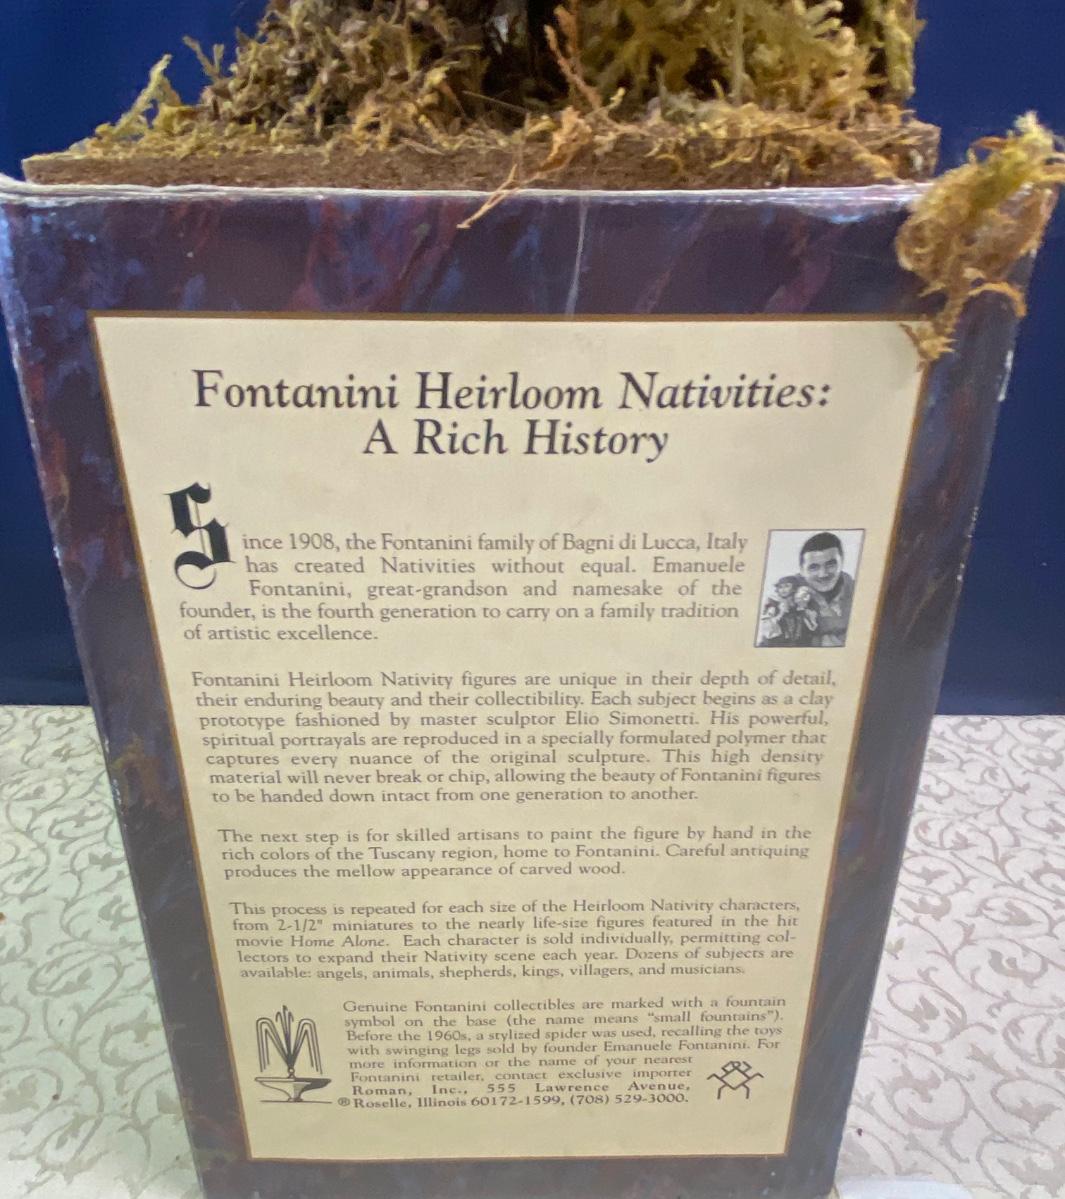 Fontanini Heirloom Nativities:
A Rich History
Since 1908, the Fontanini family of Bagni di Lucca, Italy
has created Nativities without equal. Emanuele
Fontanini, great-grandson and namesake of the
founder, is the fourth generation to carry on a family tradition
of artistic excellence.
Fontanini Heirloom Nativity figures are unique in their depth of detail,
their enduring beauty and their collectibility. Each subject begins as a clay
prototype fashioned by master sculptor Elio Simonetti. His powerful,
spiritual portrayals are reproduced in a specially formulated polymer that
captures every nuance of the original sculpture. This high density
material will never break or chip, allowing the beauty of Fontanini figures
to be handed down intact from one generation to another.
The next step is for skilled artisans to paint the figure by hand in the
rich colors of the Tuscany region, home to Fontanini. Careful antiquing
produces the mellow appearance of carved wood.
This process is repeated for each size of the Heirloom Nativity characters,
from 2-1/2" miniatures to the nearly life-size figures featured in the hit
movie Home Alone. Each character is sold individually, permitting col-
lectors to expand their Nativity scene each year. Dozens of subjects are
available: angels, animals, shepherds, kings, villagers, and musicians.
Genuine Fontanini collectibles are marked with a fountain
symbol on the base (the name means "small fountains").
Before the 1960s, a stylized spider was used, recalling the toys
with swinging legs sold by founder Emanuele Fontanini. For
more information or the name of your nearest
Fontanini retailer, contact exclusive importer
Roman, Inc., 555 Lawrence Avenue,
® Roselle, Illinois 60172-1599, (708) 529-3000.